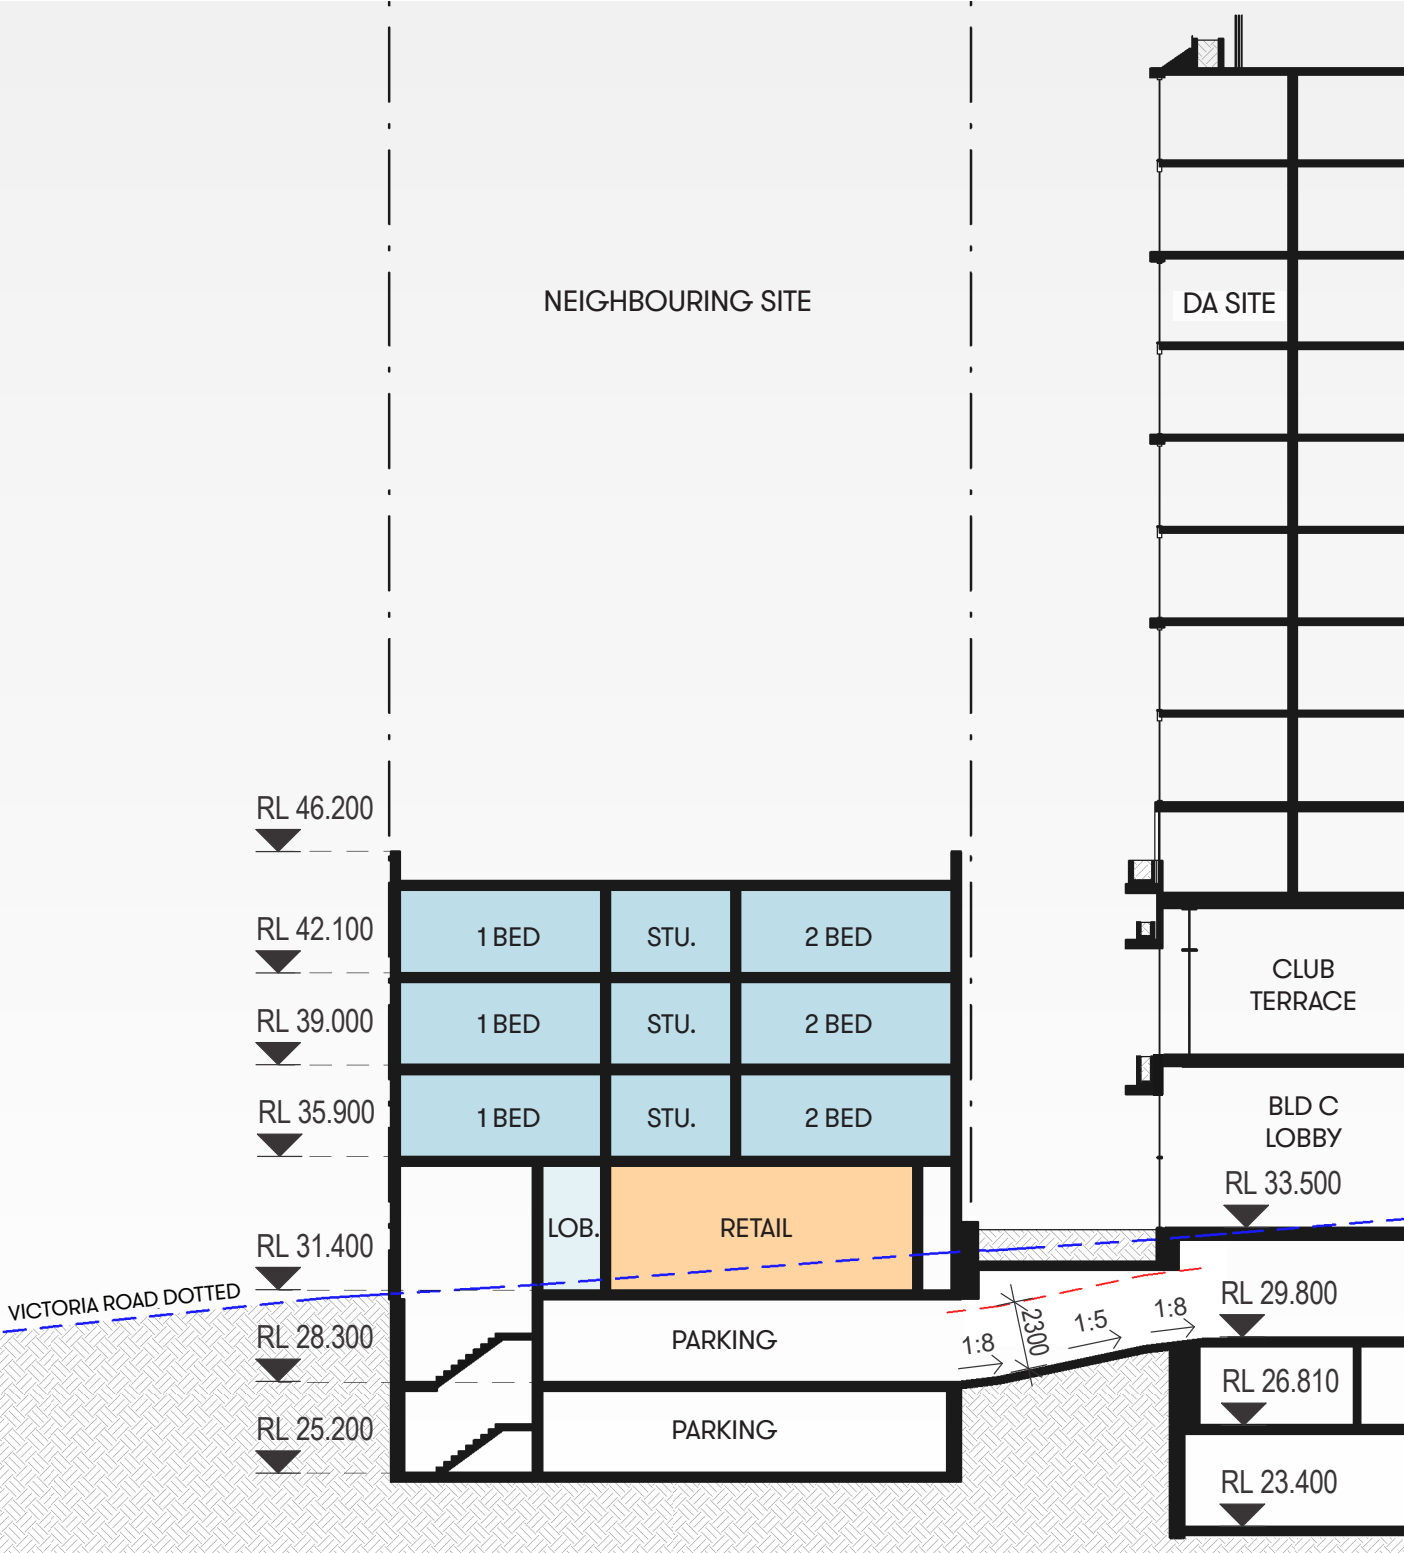 NEIGHBOURING SITE
DA SITE
RL 46.200
RL 42.100
1 BED
STU.
2 BED
CLUB
TERRACE
RL 39.000
1 BED
STU.
2 BED
RL 35.900
1 BED
STU.
2 BED
BLD C
LOBBY
RL 33.500
RL 31.400
LOB.
RETAIL
VICTORIA ROAD DOTTED
RL 29.800
RL 28.300
PARKING
1:8
2300
1:5
1:8
RL 26.810
RL 25.200
PARKING
RL 23.400